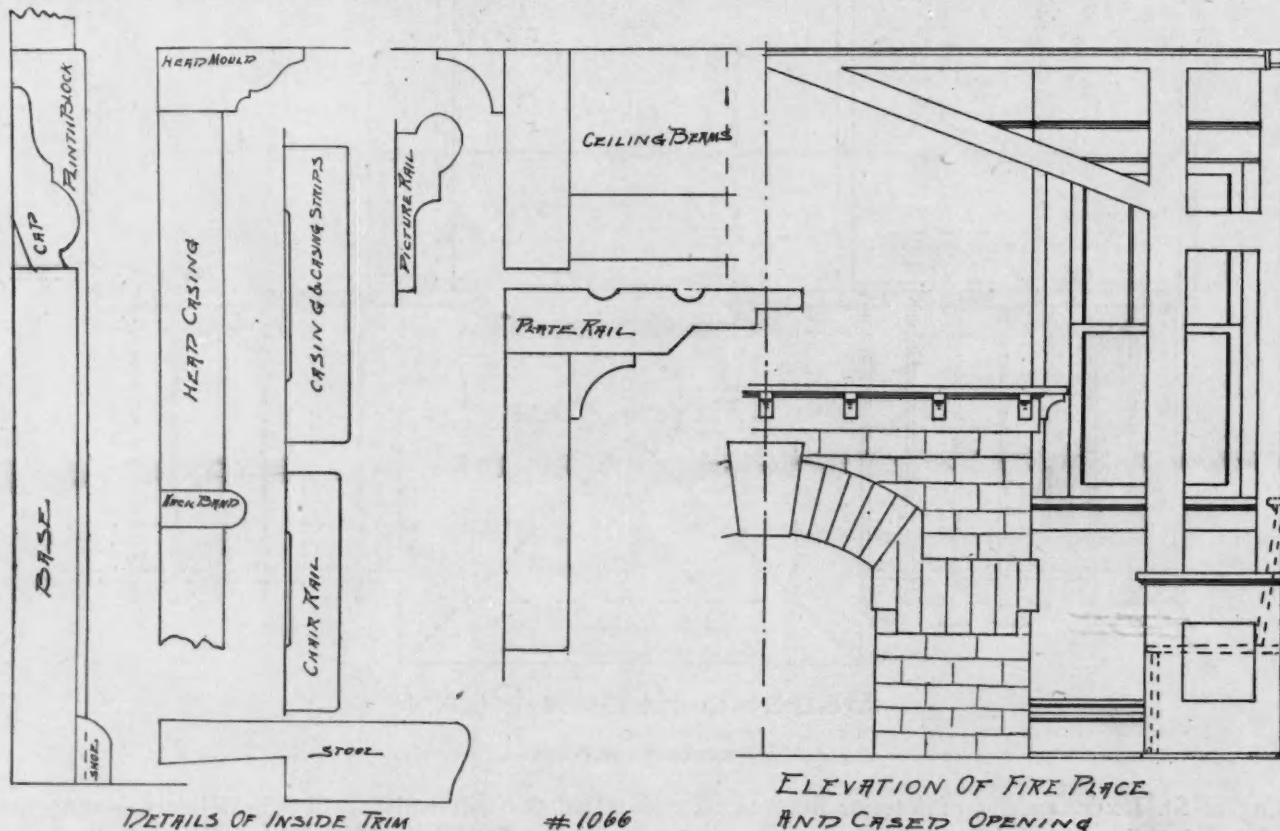 HEAD MOULD
PLINTH BLOCK
CAP
BASE
SHOE
HEAD CASING
NECK BAND
CASING & CASING STRIPS
CHAIR RAIL
STOOL
PICTURE RAIL
CEILING BEAMS
PLATE RAIL
DETAILS OF INSIDE TRIM
#1066
ELEVATION OF FIRE PLACE
AND CASED OPENING